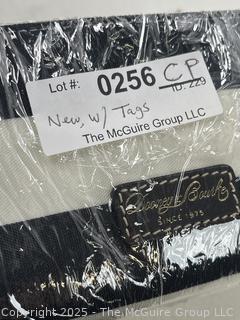 Lot #: 0256 CP
ID: 229
New, w/ Tags
The McGuire Group LLC
Dooney & Bourke
SINCE 1975
Copyright 2025 - The McGuire Group LLC